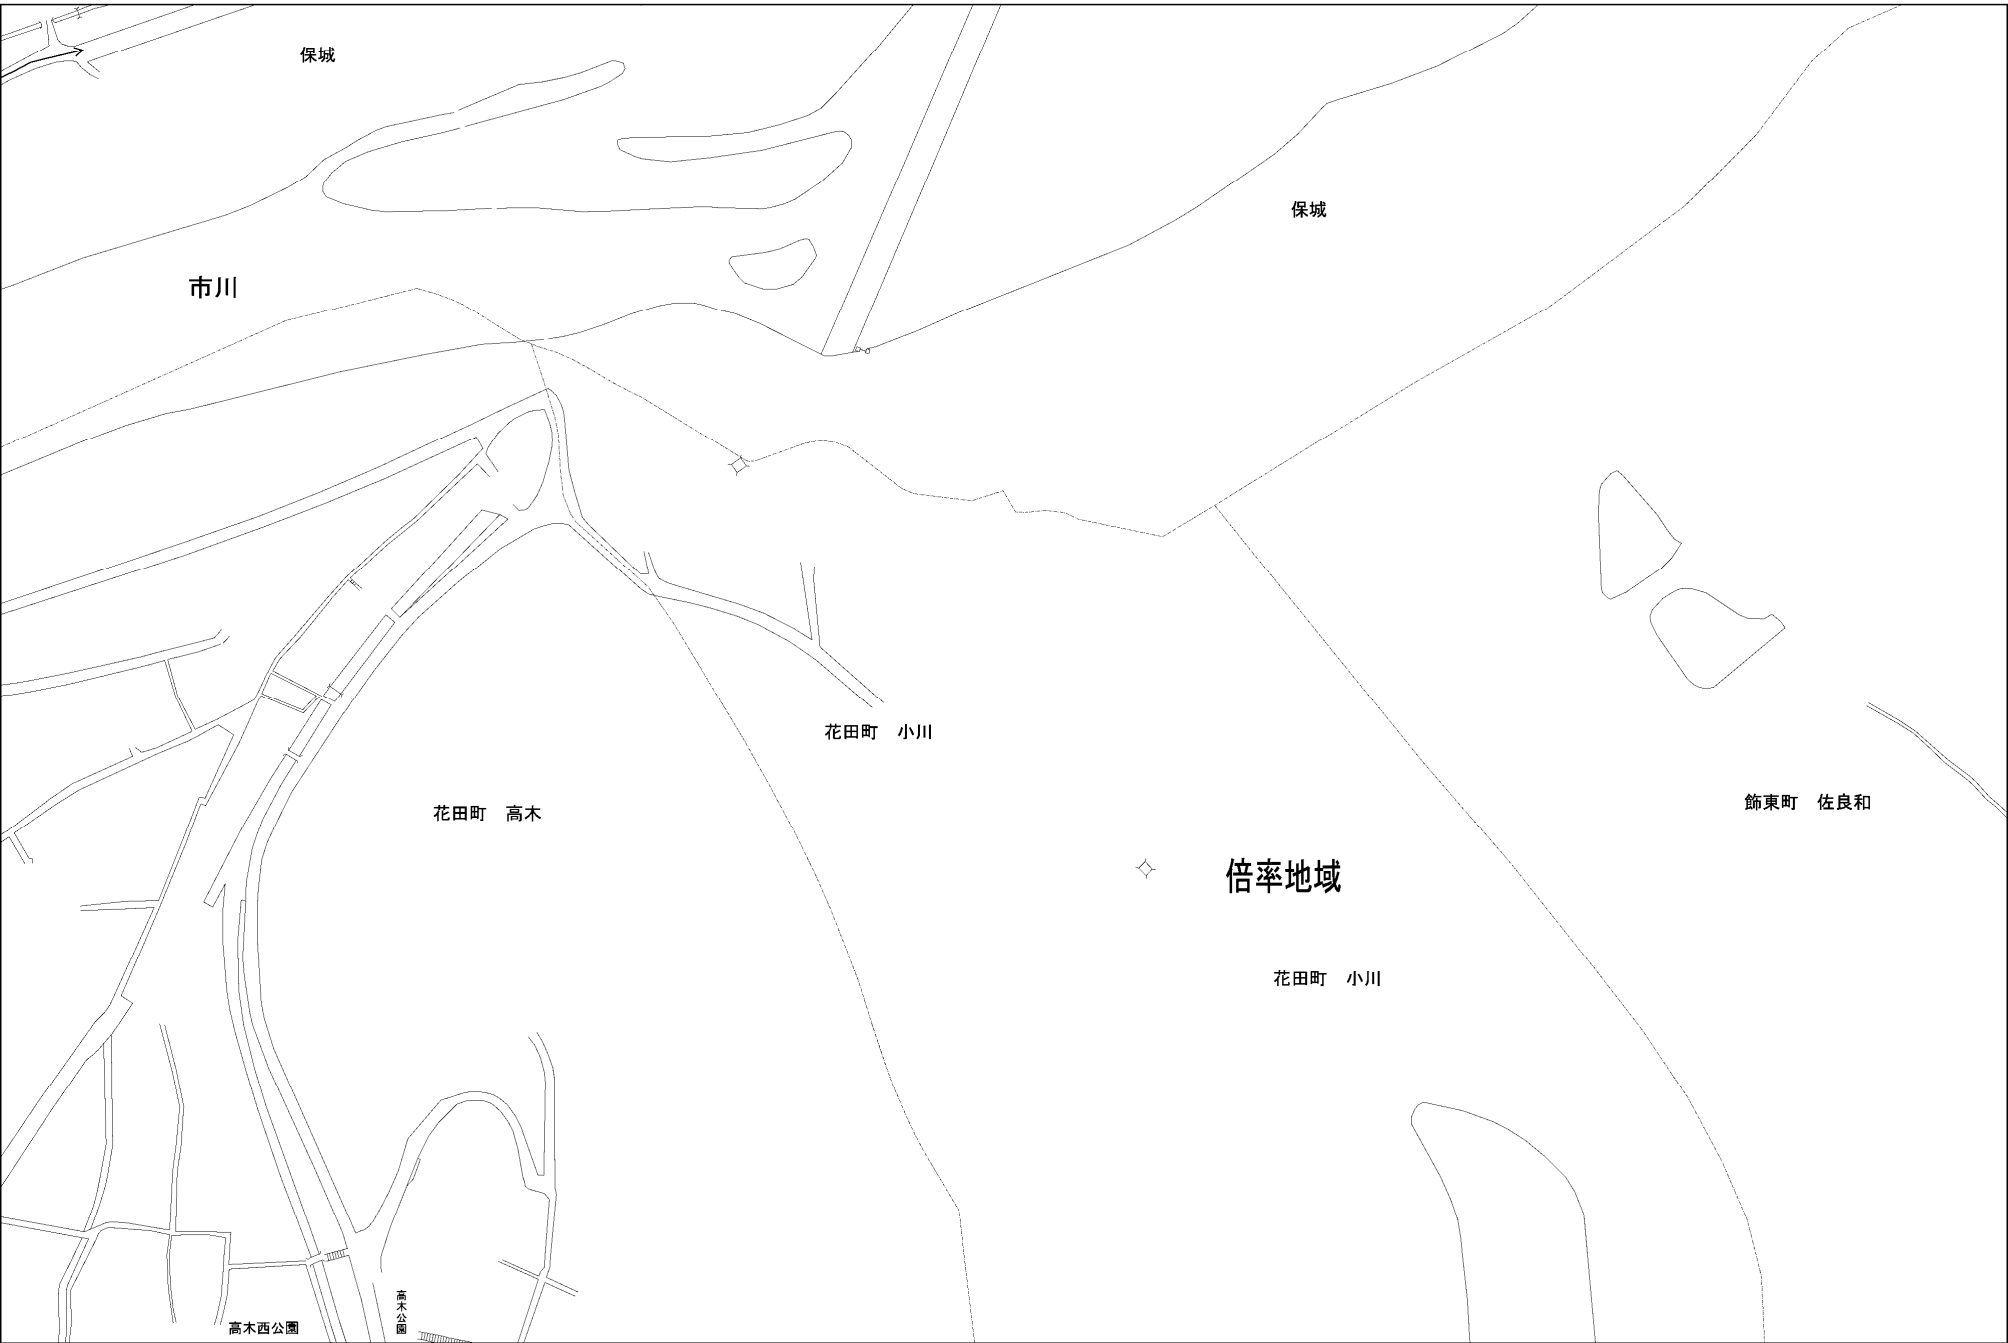 保城
保城
市川
花田町　小川
花田町　高木
飾東町　佐良和
倍率地域
花田町　小川
高木公園
高木西公園